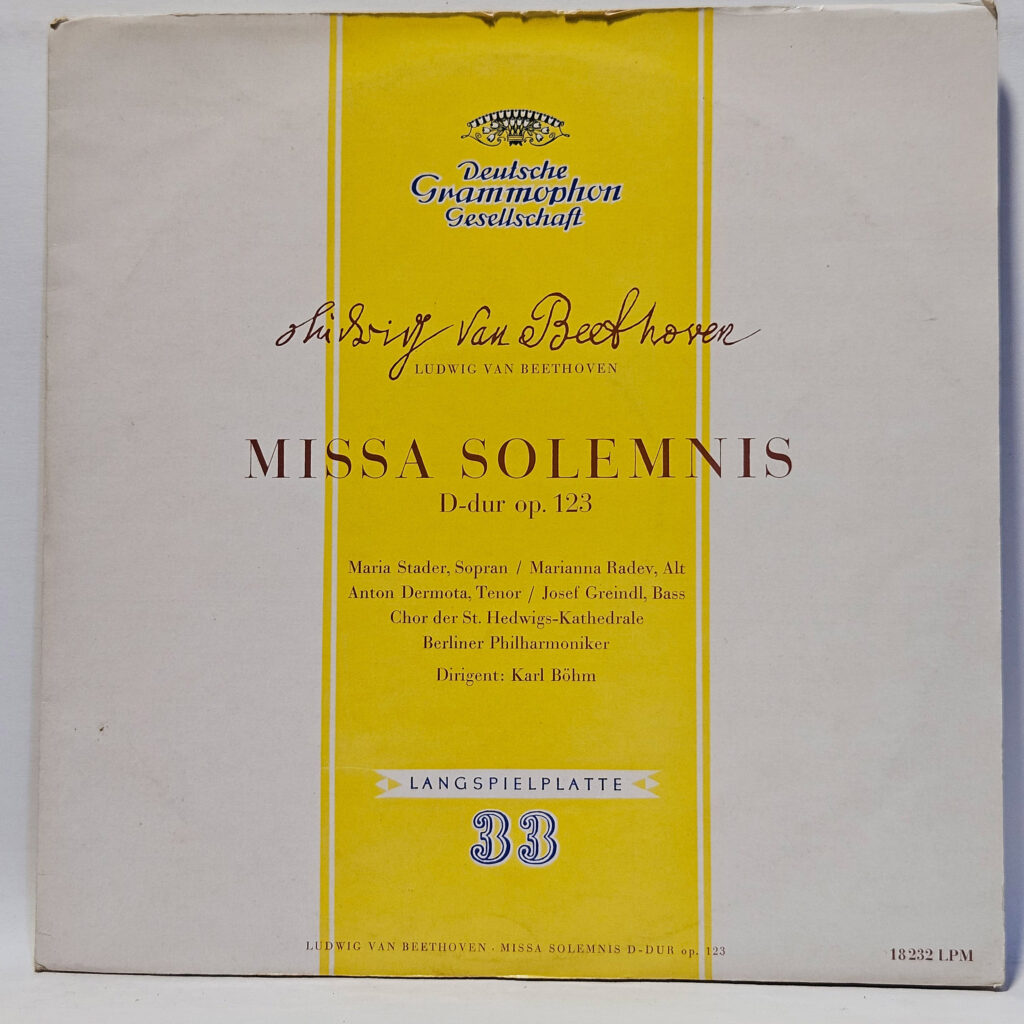 Deutsche
Grammophon
Gesellschaft
Ludwig Van Beethoven
LUDWIG VAN BEETHOVEN
MISSA SOLEMNIS
D-dur op. 123
Maria Stader, Sopran / Marianna Radev, Alt
Anton Dermota, Tenor / Josef Greindl, Bass
Chor der St. Hedwigs-Kathedrale
Berliner Philharmoniker
Dirigent: Karl Böhm
LANGSPIELPLATTE
33
LUDWIG VAN BEETHOVEN · MISSA SOLEMNIS D-DUR op. 123
18232 LPM